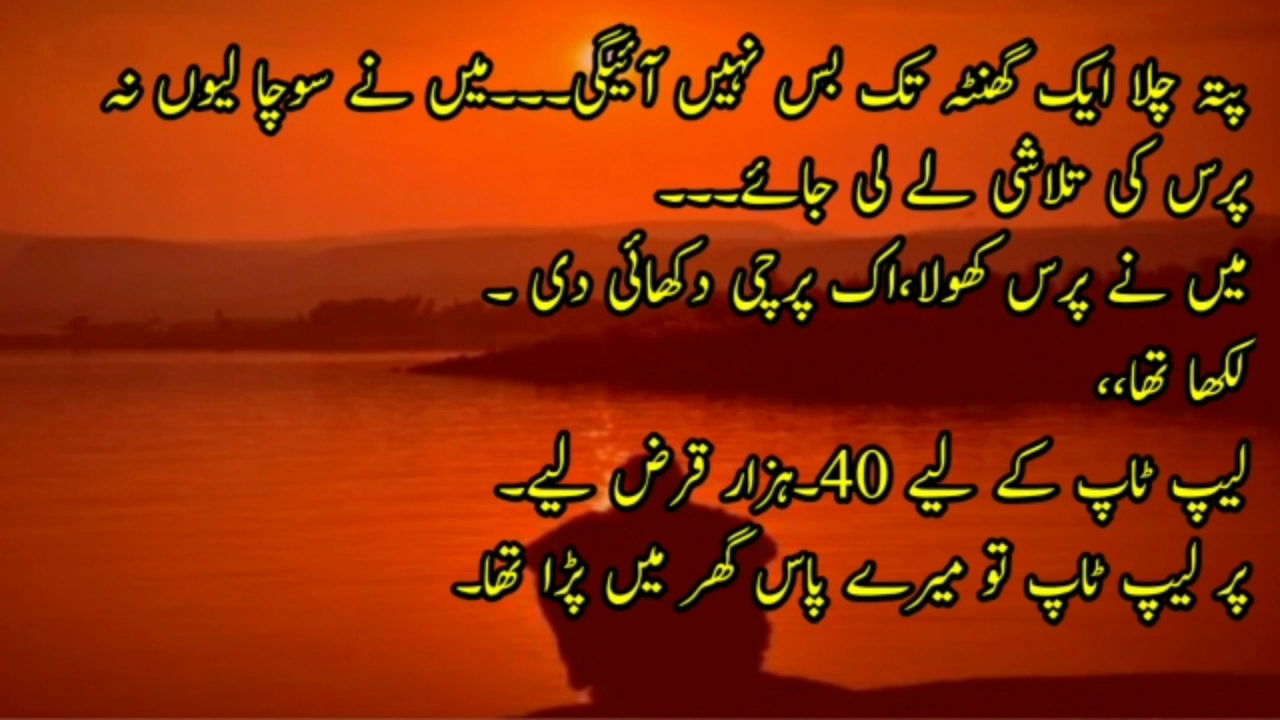 پتہ چلا ایک گھنٹہ تک بس نہیں آئیگی۔۔۔میں نے سوچا لیوں نہ
پرس کی تلاشی لے لی جائے۔۔۔
میں نے پرس کھولا،اک پرچی دکھائی دی ۔
لکھا تھا،،
لیپ ٹاپ کے لیے 40۔ہزار قرض لیے۔
پر لیپ ٹاپ تو میرے پاس گھر میں پڑا تھا۔